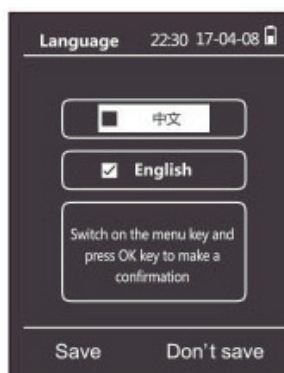 Language 22:30 17-04-08
中文
English
Switch on the menu key and
press OK key to make a
confirmation
Save Don't save